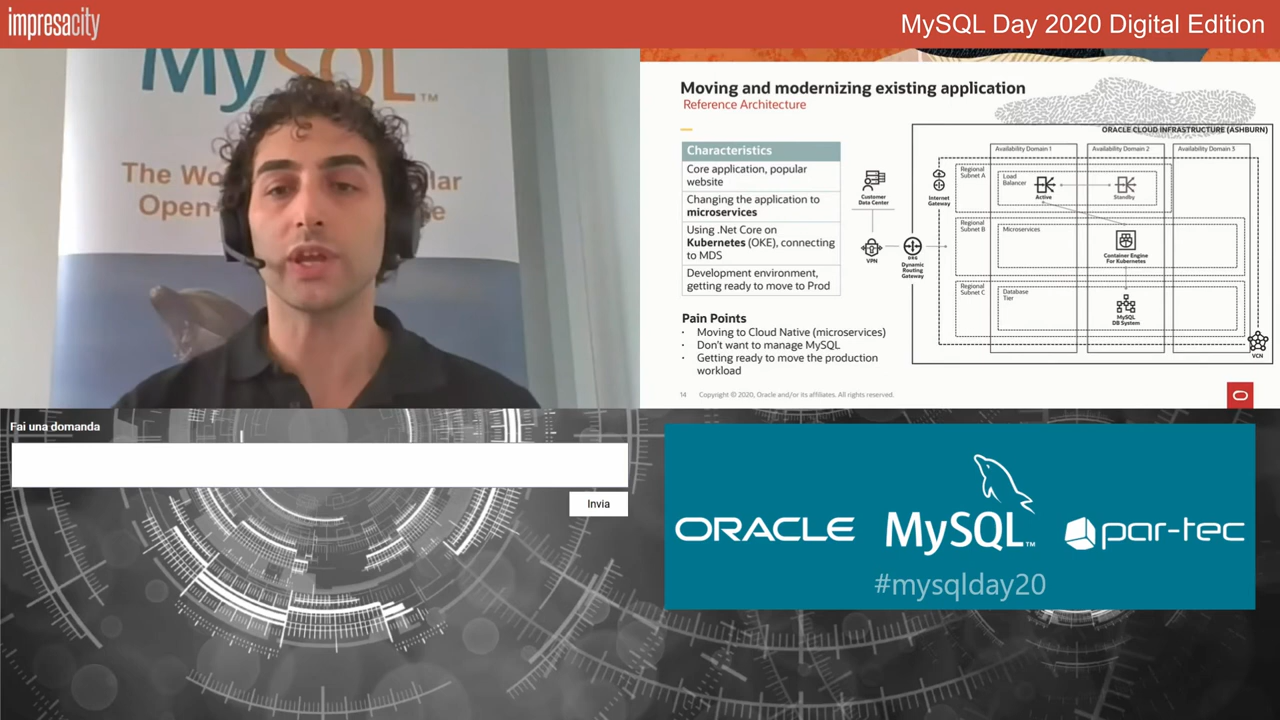 impresacity
MySQL Day 2020 Digital Edition
MySQL™
The Wo
lar
Open-
e
Moving and modernizing existing application
Reference Architecture
Characteristics
Core application, popular
website
Changing the application to
microservices
Using .Net Core on
Kubernetes (OKE), connecting
to MDS
Development environment,
getting ready to move to Prod
Pain Points
· Moving to Cloud Native (microservices)
· Don't want to manage MySQL
· Getting ready to move the production
workload
ORACLE CLOUD INFRASTRUCTURE (ASHBURN)
Availability Domain 1
Availability Domain 2
Availability Domain 3
Customer
Data Center
VPN
DRG
Dynamic
Routing
Gateway
Internet
Gateway
Regional
Subnet A
Load
Balancer
Active
Standby
Regional
Subnet B
Microservices
Container Engine
For Kubernetes
Regional
Subnet C
Database
Tier
MySQL
DB System
VCN
14 Copyright © 2020, Oracle and/or its affiliates. All rights reserved.
Fai una domanda
Invia
ORACLE
MySQL™
par-tec
#mysqlday20